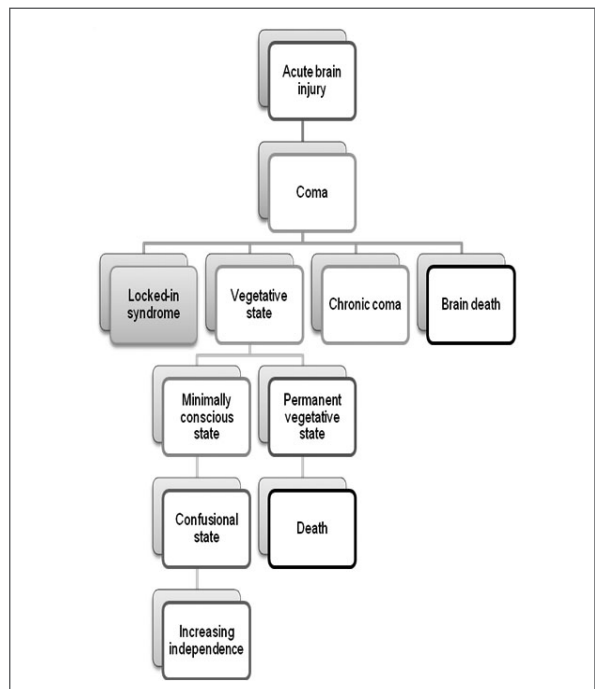 Acute brain
injury
Coma
Locked-in
syndrome
Vegetative
state
Chronic coma
Brain death
Minimally
conscious
state
Permanent
vegetative
state
Confusional
state
Death
Increasing
independence